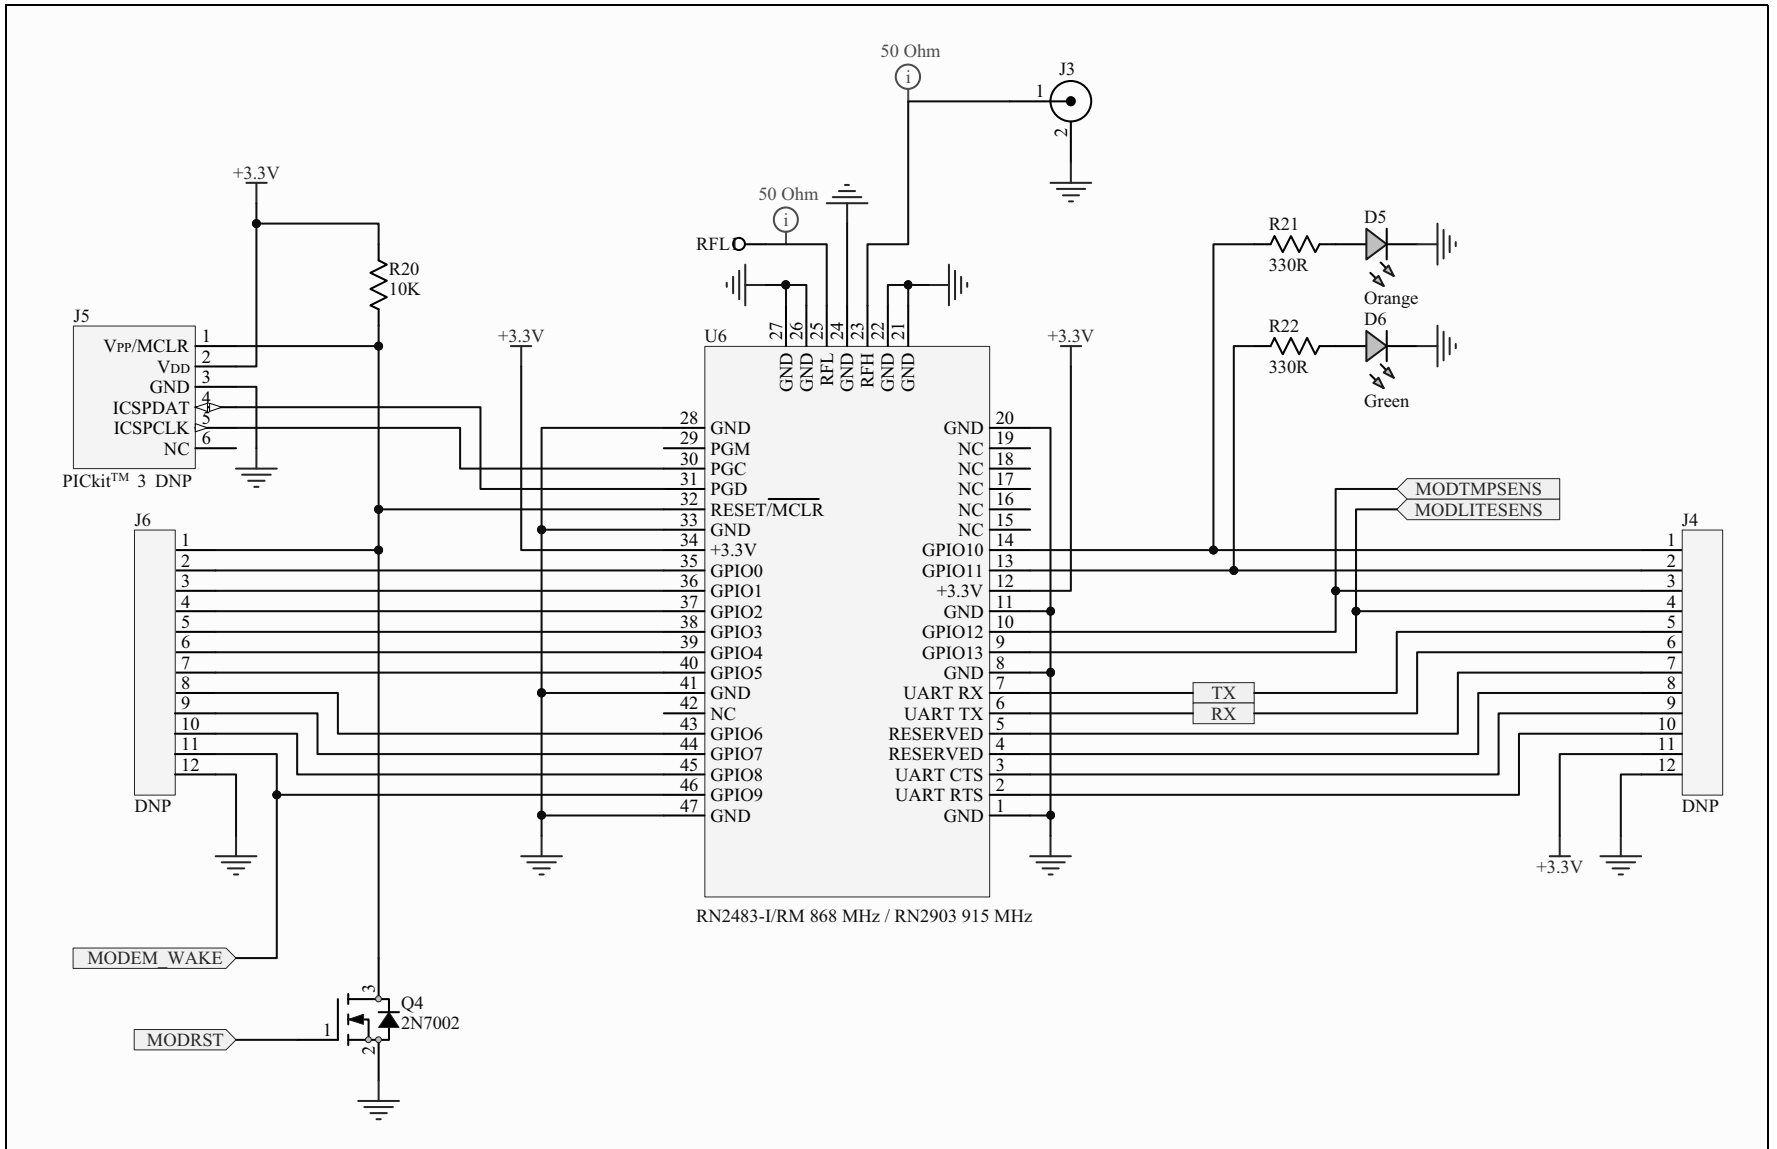 50 Ohm
J3
1
2
+3.3V
50 Ohm
RFL
R20
10K
R21
330R
D5
Orange
R22
330R
D6
Green
J5
VPP/MCLR 1
VDD 2
GND 3
ICSPDAT 4
ICSPCLK 5
NC 6
PICkit™ 3 DNP
+3.3V
U6
+3.3V
27 26 25 24 23 22 21
GND GND RFL GND RFH GND GND
28 GND
29 PGM
30 PGC
31 PGD
32 RESET/MCLR
33 GND
34 +3.3V
35 GPIO0
36 GPIO1
37 GPIO2
38 GPIO3
39 GPIO4
40 GPIO5
41 GND
42 NC
43 GPIO6
44 GPIO7
45 GPIO8
46 GPIO9
47 GND
GND 20
NC 19
NC 18
NC 17
NC 16
NC 15
GPIO10 14
GPIO11 13
+3.3V 12
GND 11
GPIO12 10
GPIO13 9
GND 8
UART RX 7
UART TX 6
RESERVED 5
RESERVED 4
UART CTS 3
UART RTS 2
GND 1
RN2483-I/RM 868 MHz / RN2903 915 MHz
J6
1
2
3
4
5
6
7
8
9
10
11
12
DNP
MODTMPSENS
MODLITESENS
TX
RX
J4
1
2
3
4
5
6
7
8
9
10
11
12
DNP
+3.3V
MODEM_WAKE
MODRST
1
3
2
Q4
2N7002